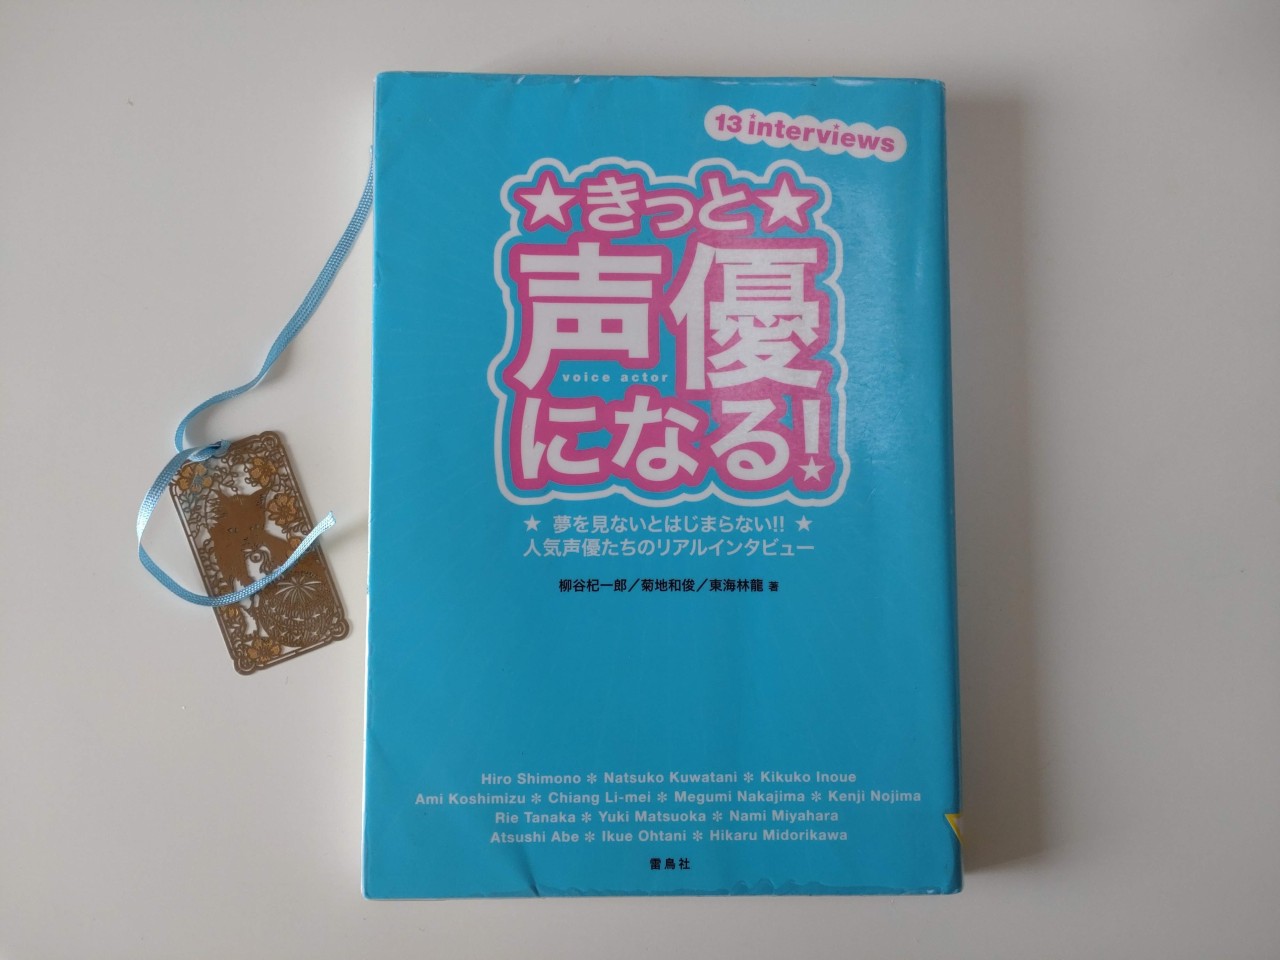 13 interviews
★きっと★
声優
voice actor
になる!
★ 夢を見ないとはじまらない!! ★
人気声優たちのリアルインタビュー
柳谷杞一郎／菊地和俊／東海林龍 著
Hiro Shimono ＊ Natsuko Kuwatani ＊ Kikuko Inoue
Ami Koshimizu ＊ Chiang Li-mei ＊ Megumi Nakajima ＊ Kenji Nojima
Rie Tanaka ＊ Yuki Matsuoka ＊ Nami Miyahara
Atsushi Abe ＊ Ikue Ohtani ＊ Hikaru Midorikawa
雷鳥社